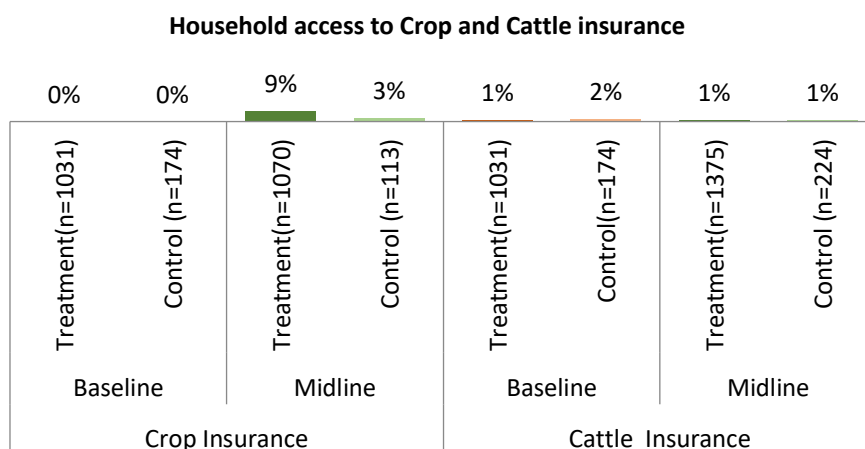 Household access to Crop and Cattle insurance
0% 0% 9% 3% 1% 2% 1% 1%
Treatment(n=1031)
Control (n=174)
Treatment(n=1070)
Control (n=113)
Treatment(n=1031)
Control(n=174)
Treatment(n=1375)
Control (n=224)
Baseline Midline Baseline Midline
Crop Insurance Cattle Insurance